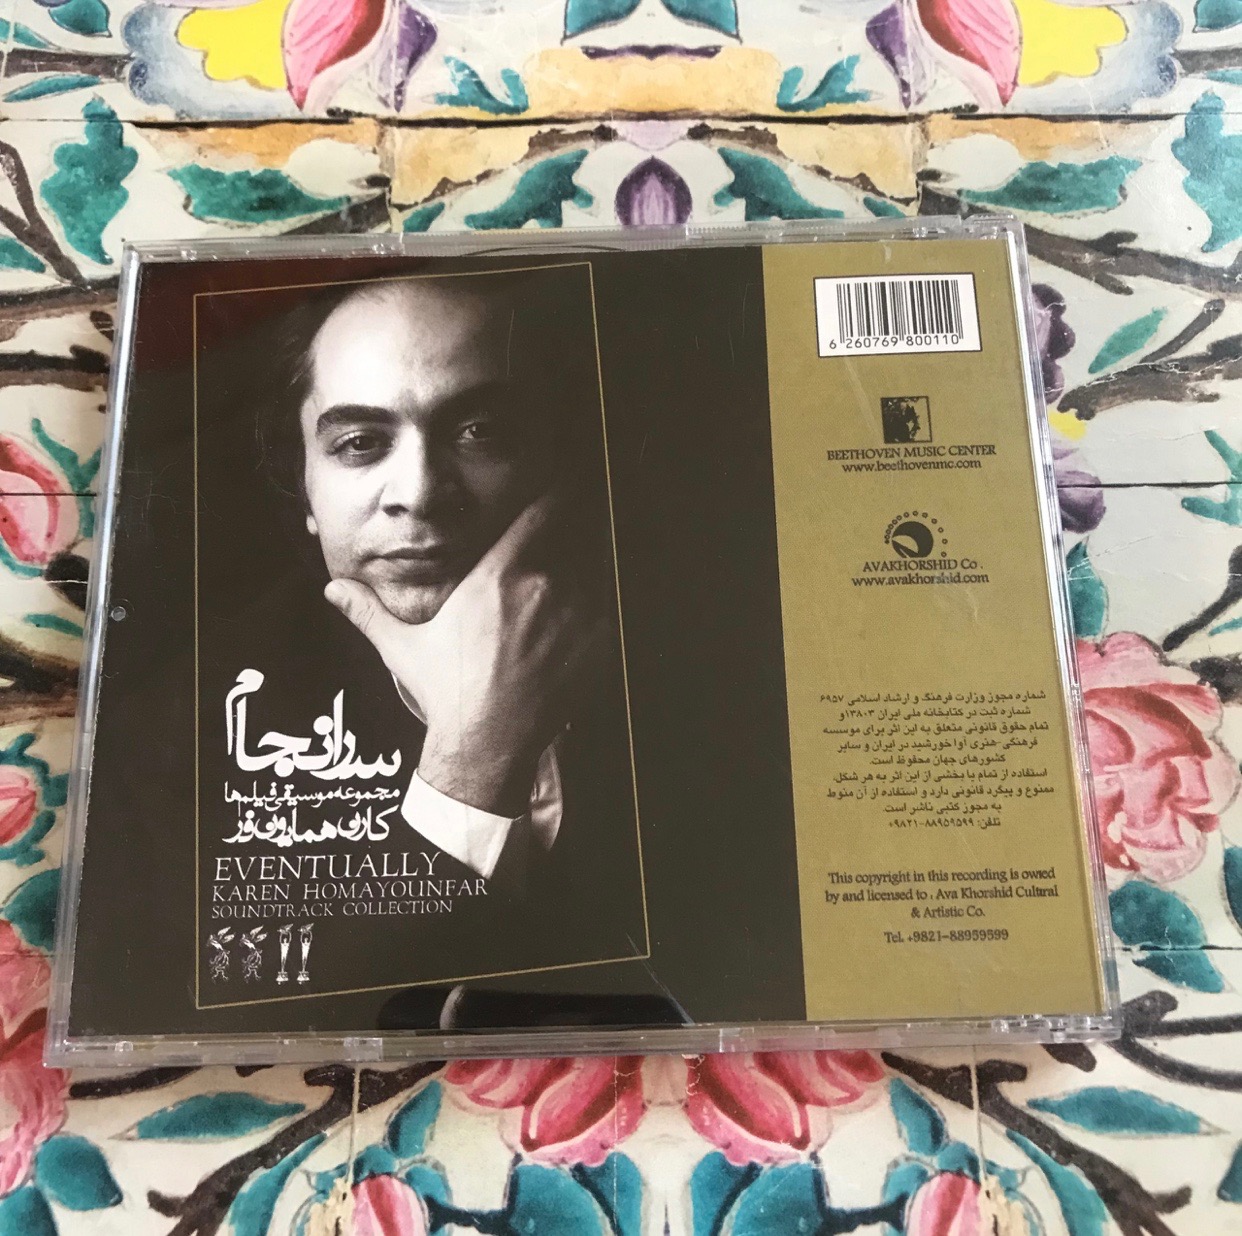 سرانجام
مجموعه موسیقی فیلمها
کارن همایونفر
EVENTUALLY
KAREN HOMAYOUNFAR
SOUNDTRACK COLLECTION
6 260769 800110
BEETHOVEN MUSIC CENTER
www.beethovenmc.com
AVAKHORSHID Co .
www.avakhorshid.com
شماره مجوز وزارت فرهنگ و ارشاد اسلامی ۶۹۵۷
شماره ثبت در کتابخانه ملی ایران ۱۳۸۰۳و
تمام حقوق قانونی متعلق به این اثر برای موسسه
فرهنگی-هنری آوا خورشید در ایران و سایر
کشورهای جهان محفوظ است.
استفاده از تمام یا بخشی از این اثر به هر شکل،
ممنوع و پیگرد قانونی دارد و استفاده از آن منوط
به مجوز کتبی ناشر است.
تلفن: ۸۸۹۵۹۵۹۹-۹۸۲۱+
This copyright in this recording is owed
by and licensed to , Ava Khorshid Cultural
& Artistic Co.
Tel. +9821-88959599